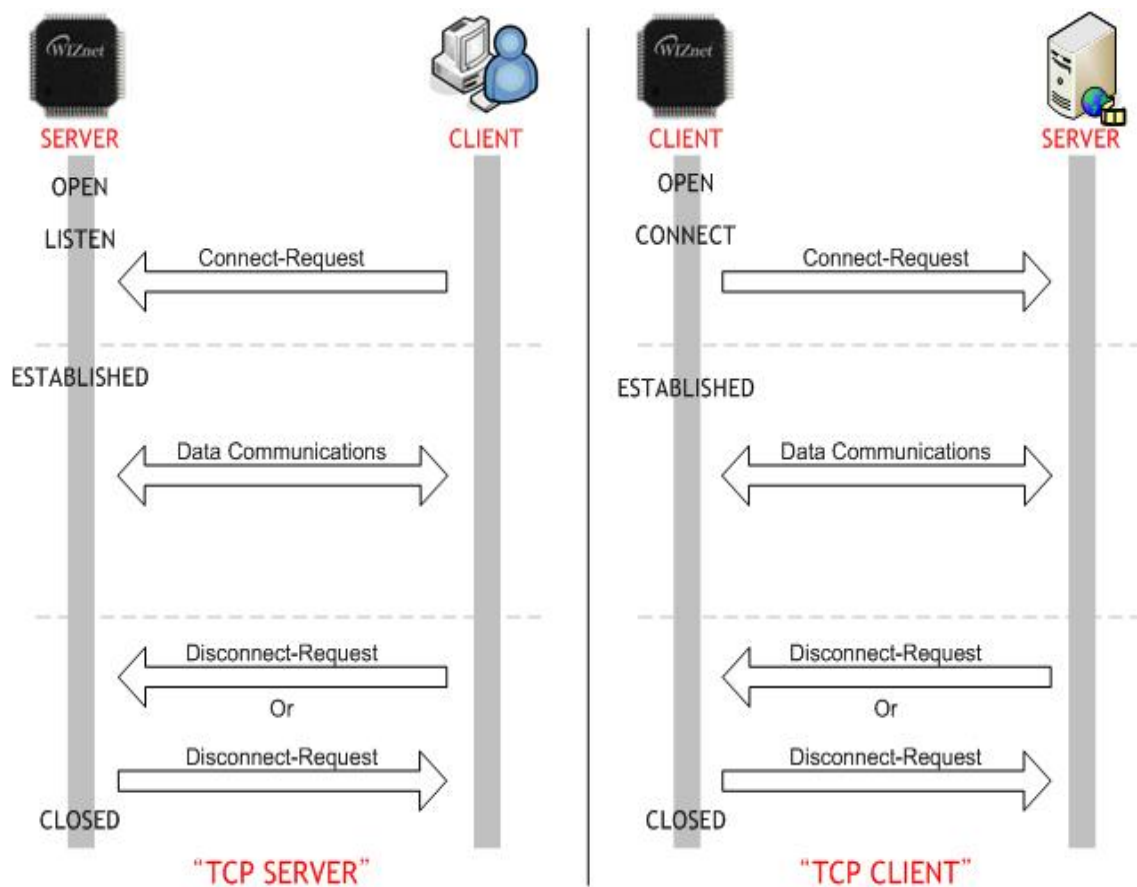 WIZnet
SERVER
CLIENT
OPEN
LISTEN
Connect-Request
ESTABLISHED
Data Communications
Disconnect-Request
Or
Disconnect-Request
CLOSED
“TCP SERVER”
WIZnet
CLIENT
SERVER
OPEN
CONNECT
Connect-Request
ESTABLISHED
Data Communications
Disconnect-Request
Or
Disconnect-Request
CLOSED
“TCP CLIENT”